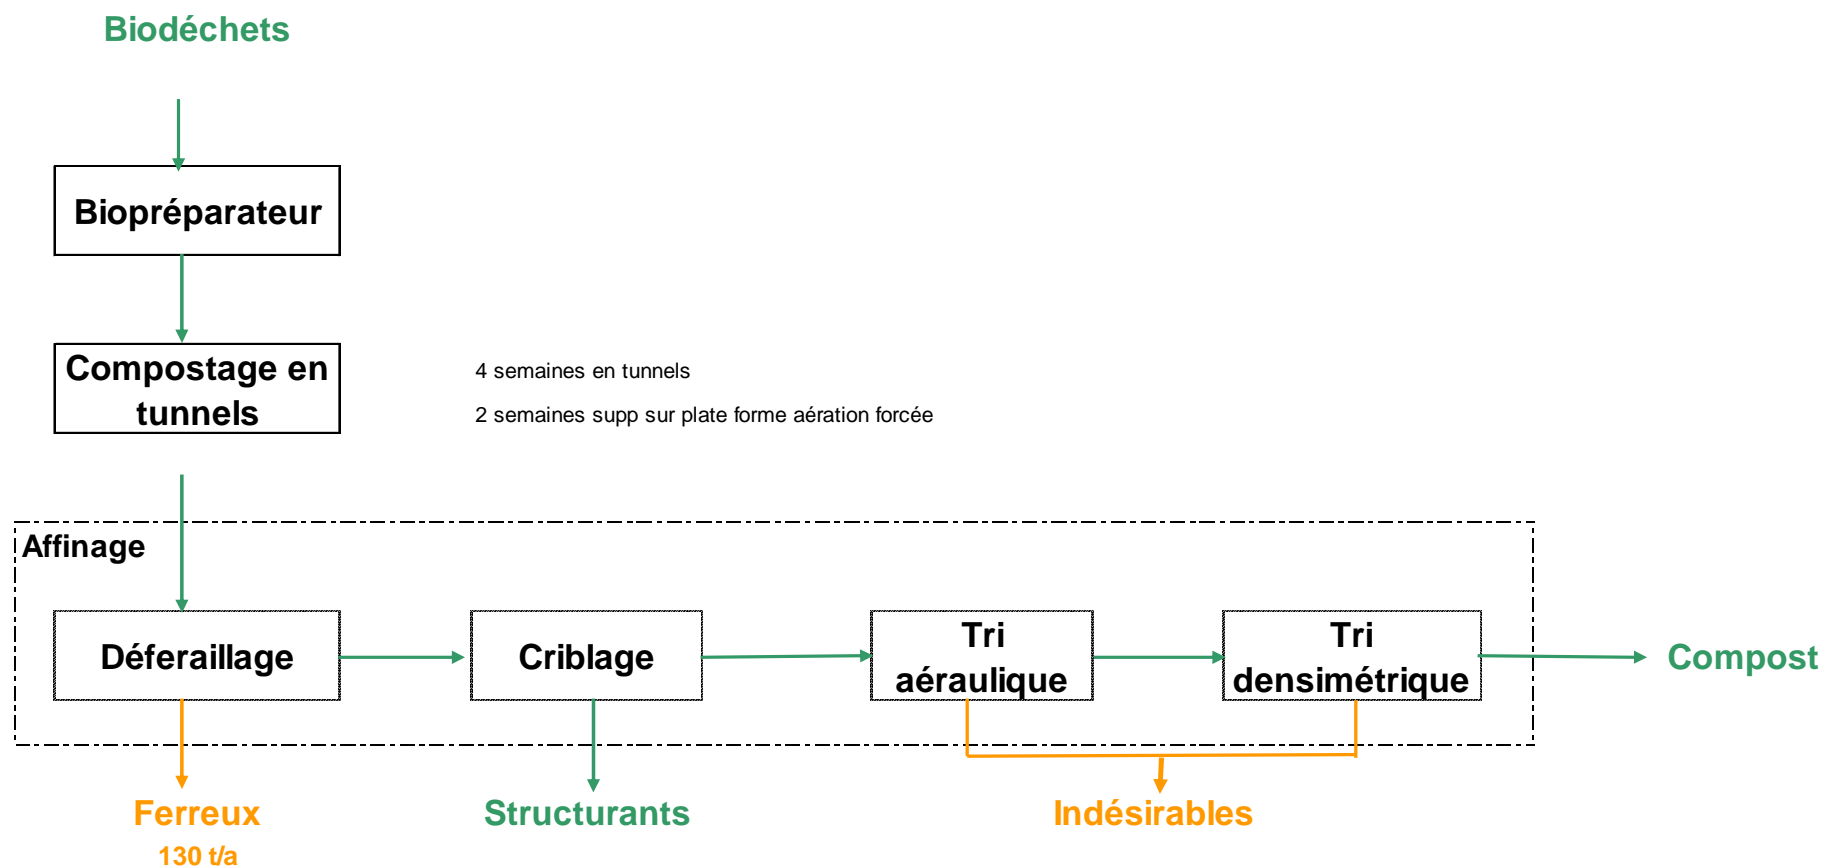 Biodéchets
Biopréparateur
Compostage en
tunnels
4 semaines en tunnels
2 semaines supp sur plate forme aération forcée
Affinage
Déferaillage
Criblage
Tri
aéraulique
Tri
densimétrique
Compost
Ferreux
130 t/a
Structurants
Indésirables